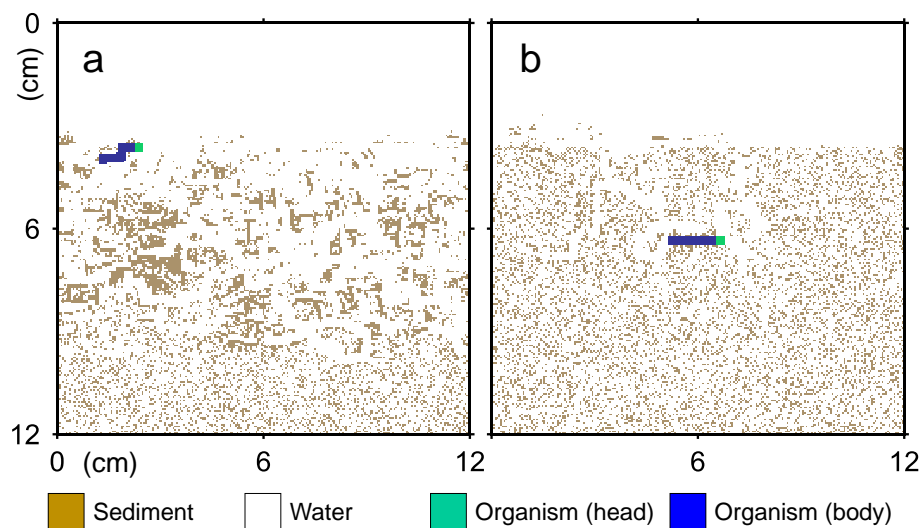 0
(cm)
6
12
a
b
0 (cm) 6 12
6 12
Sediment Water Organism (head) Organism (body)